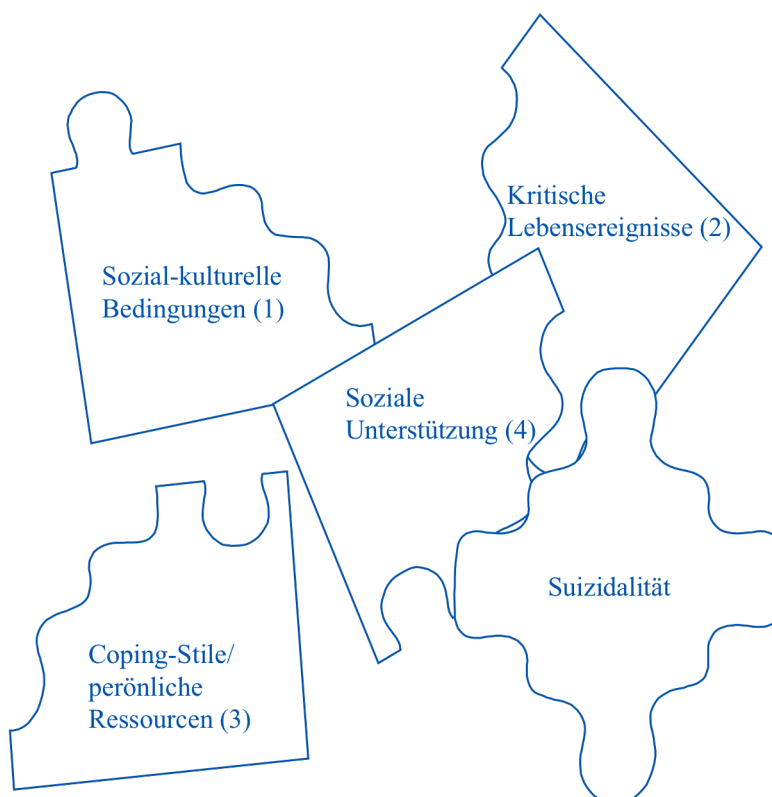 Kritische
Lebensereignisse (2)
Sozial-kulturelle
Bedingungen (1)
Soziale
Unterstützung (4)
Suizidalität
Coping-Stile/
perönliche
Ressourcen (3)